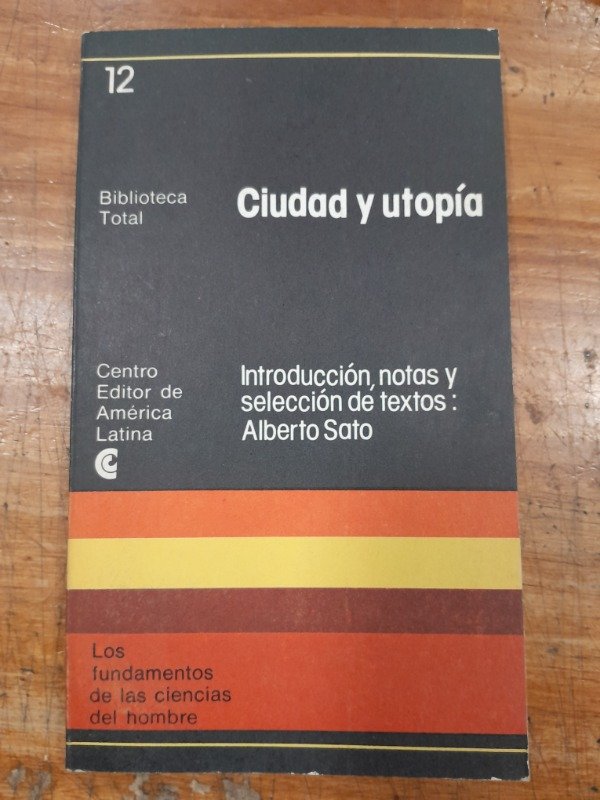 12
Biblioteca
Total
Ciudad y utopía
Centro
Editor de
América
Latina
Introducción, notas y
selección de textos:
Alberto Sato
Los
fundamentos
de las ciencias
del hombre